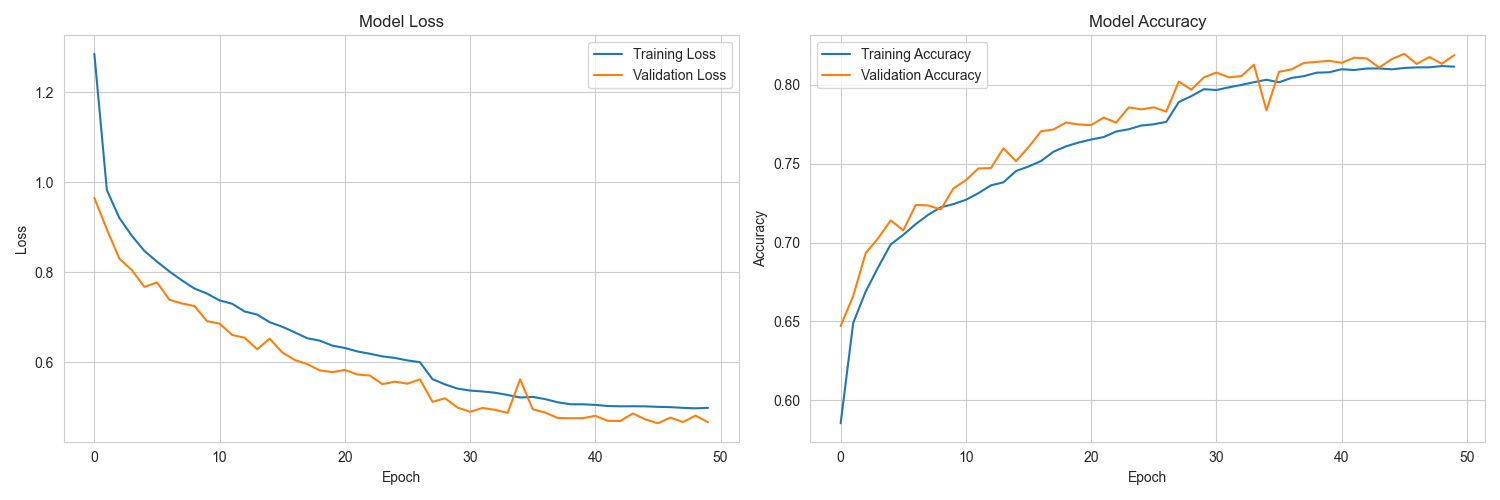 Model Loss
Training Loss
Validation Loss
1.2
1.0
0.8
0.6
Loss
0
10
20
30
40
50
Epoch
Model Accuracy
Training Accuracy
Validation Accuracy
0.80
0.75
0.70
0.65
0.60
Accuracy
0
10
20
30
40
50
Epoch